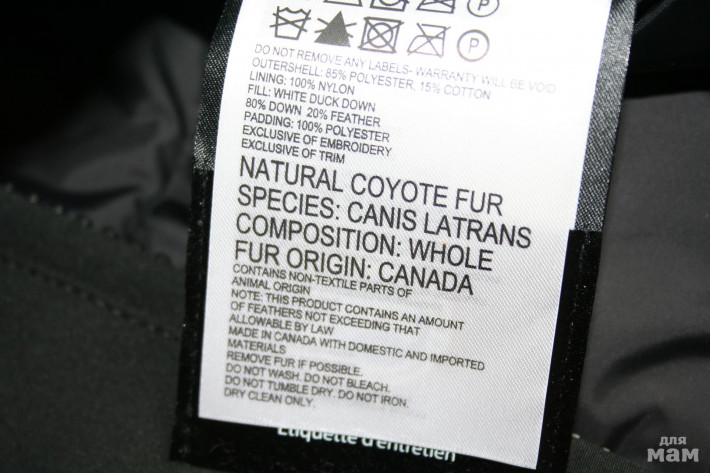 DO NOT REMOVE ANY LABELS- WARRANTY WILL BE VOID
OUTERSHELL: 85% POLYESTER, 15% COTTON
LINING: 100% NYLON
FILL: WHITE DUCK DOWN
80% DOWN 20% FEATHER
PADDING: 100% POLYESTER
EXCLUSIVE OF EMBROIDERY
EXCLUSIVE OF TRIM
NATURAL COYOTE FUR
SPECIES: CANIS LATRANS
COMPOSITION: WHOLE
FUR ORIGIN: CANADA
CONTAINS NON-TEXTILE PARTS OF
ANIMAL ORIGIN
NOTE: THIS PRODUCT CONTAINS AN AMOUNT
OF FEATHERS NOT EXCEEDING THAT
ALLOWABLE BY LAW
MADE IN CANADA WITH DOMESTIC AND IMPORTED
MATERIALS
REMOVE FUR IF POSSIBLE.
DO NOT WASH. DO NOT BLEACH.
DO NOT TUMBLE DRY. DO NOT IRON.
DRY CLEAN ONLY.
Etiquette d'entretien
для
мам